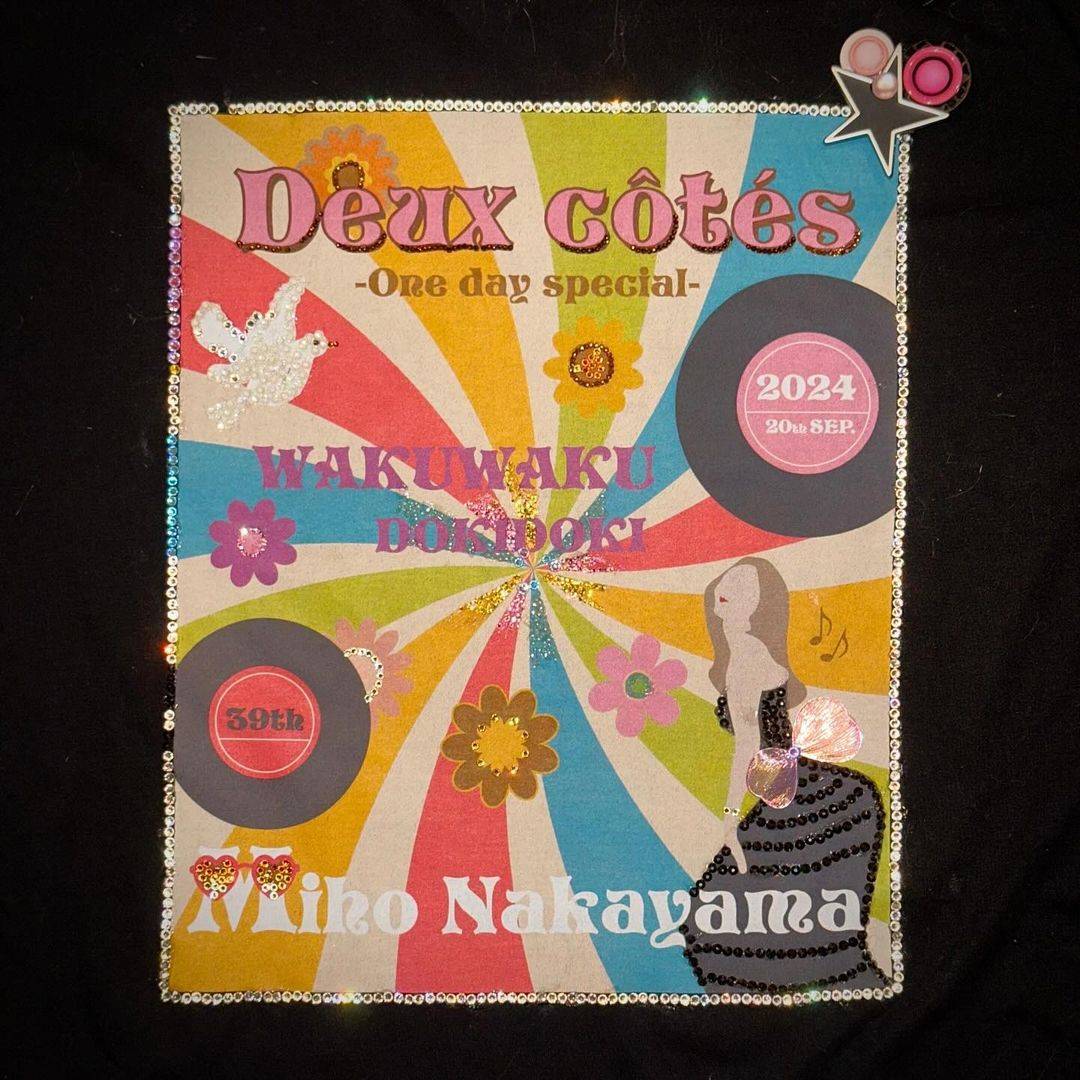 Deux côtés
-One day special-
2024
20th SEP.
WAKUWAKU
DOKIDOKI
39th
Miho Nakayama